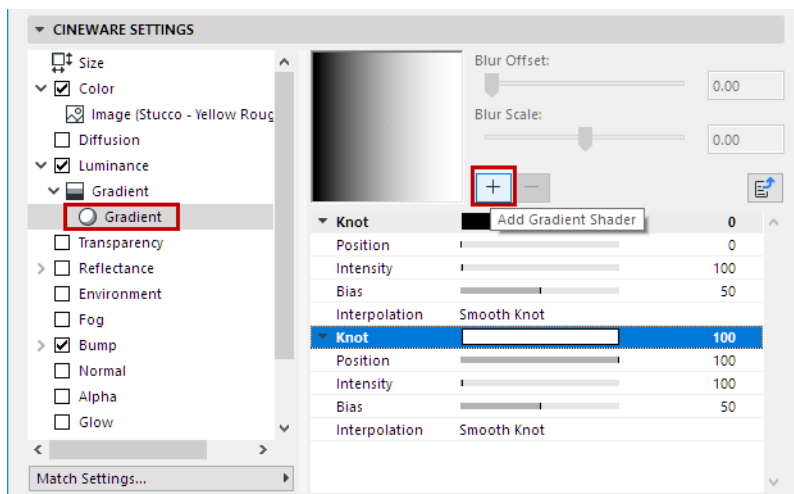 CINEWARE SETTINGS
Size
Color
Image (Stucco - Yellow Roug
Diffusion
Luminance
Gradient
Gradient
Transparency
Reflectance
Environment
Fog
Bump
Normal
Alpha
Glow
Match Settings...
Blur Offset:
0.00
Blur Scale:
0.00
Add Gradient Shader
Knot 0
Position 0
Intensity 100
Bias 50
Interpolation Smooth Knot
Knot 100
Position 100
Intensity 100
Bias 50
Interpolation Smooth Knot